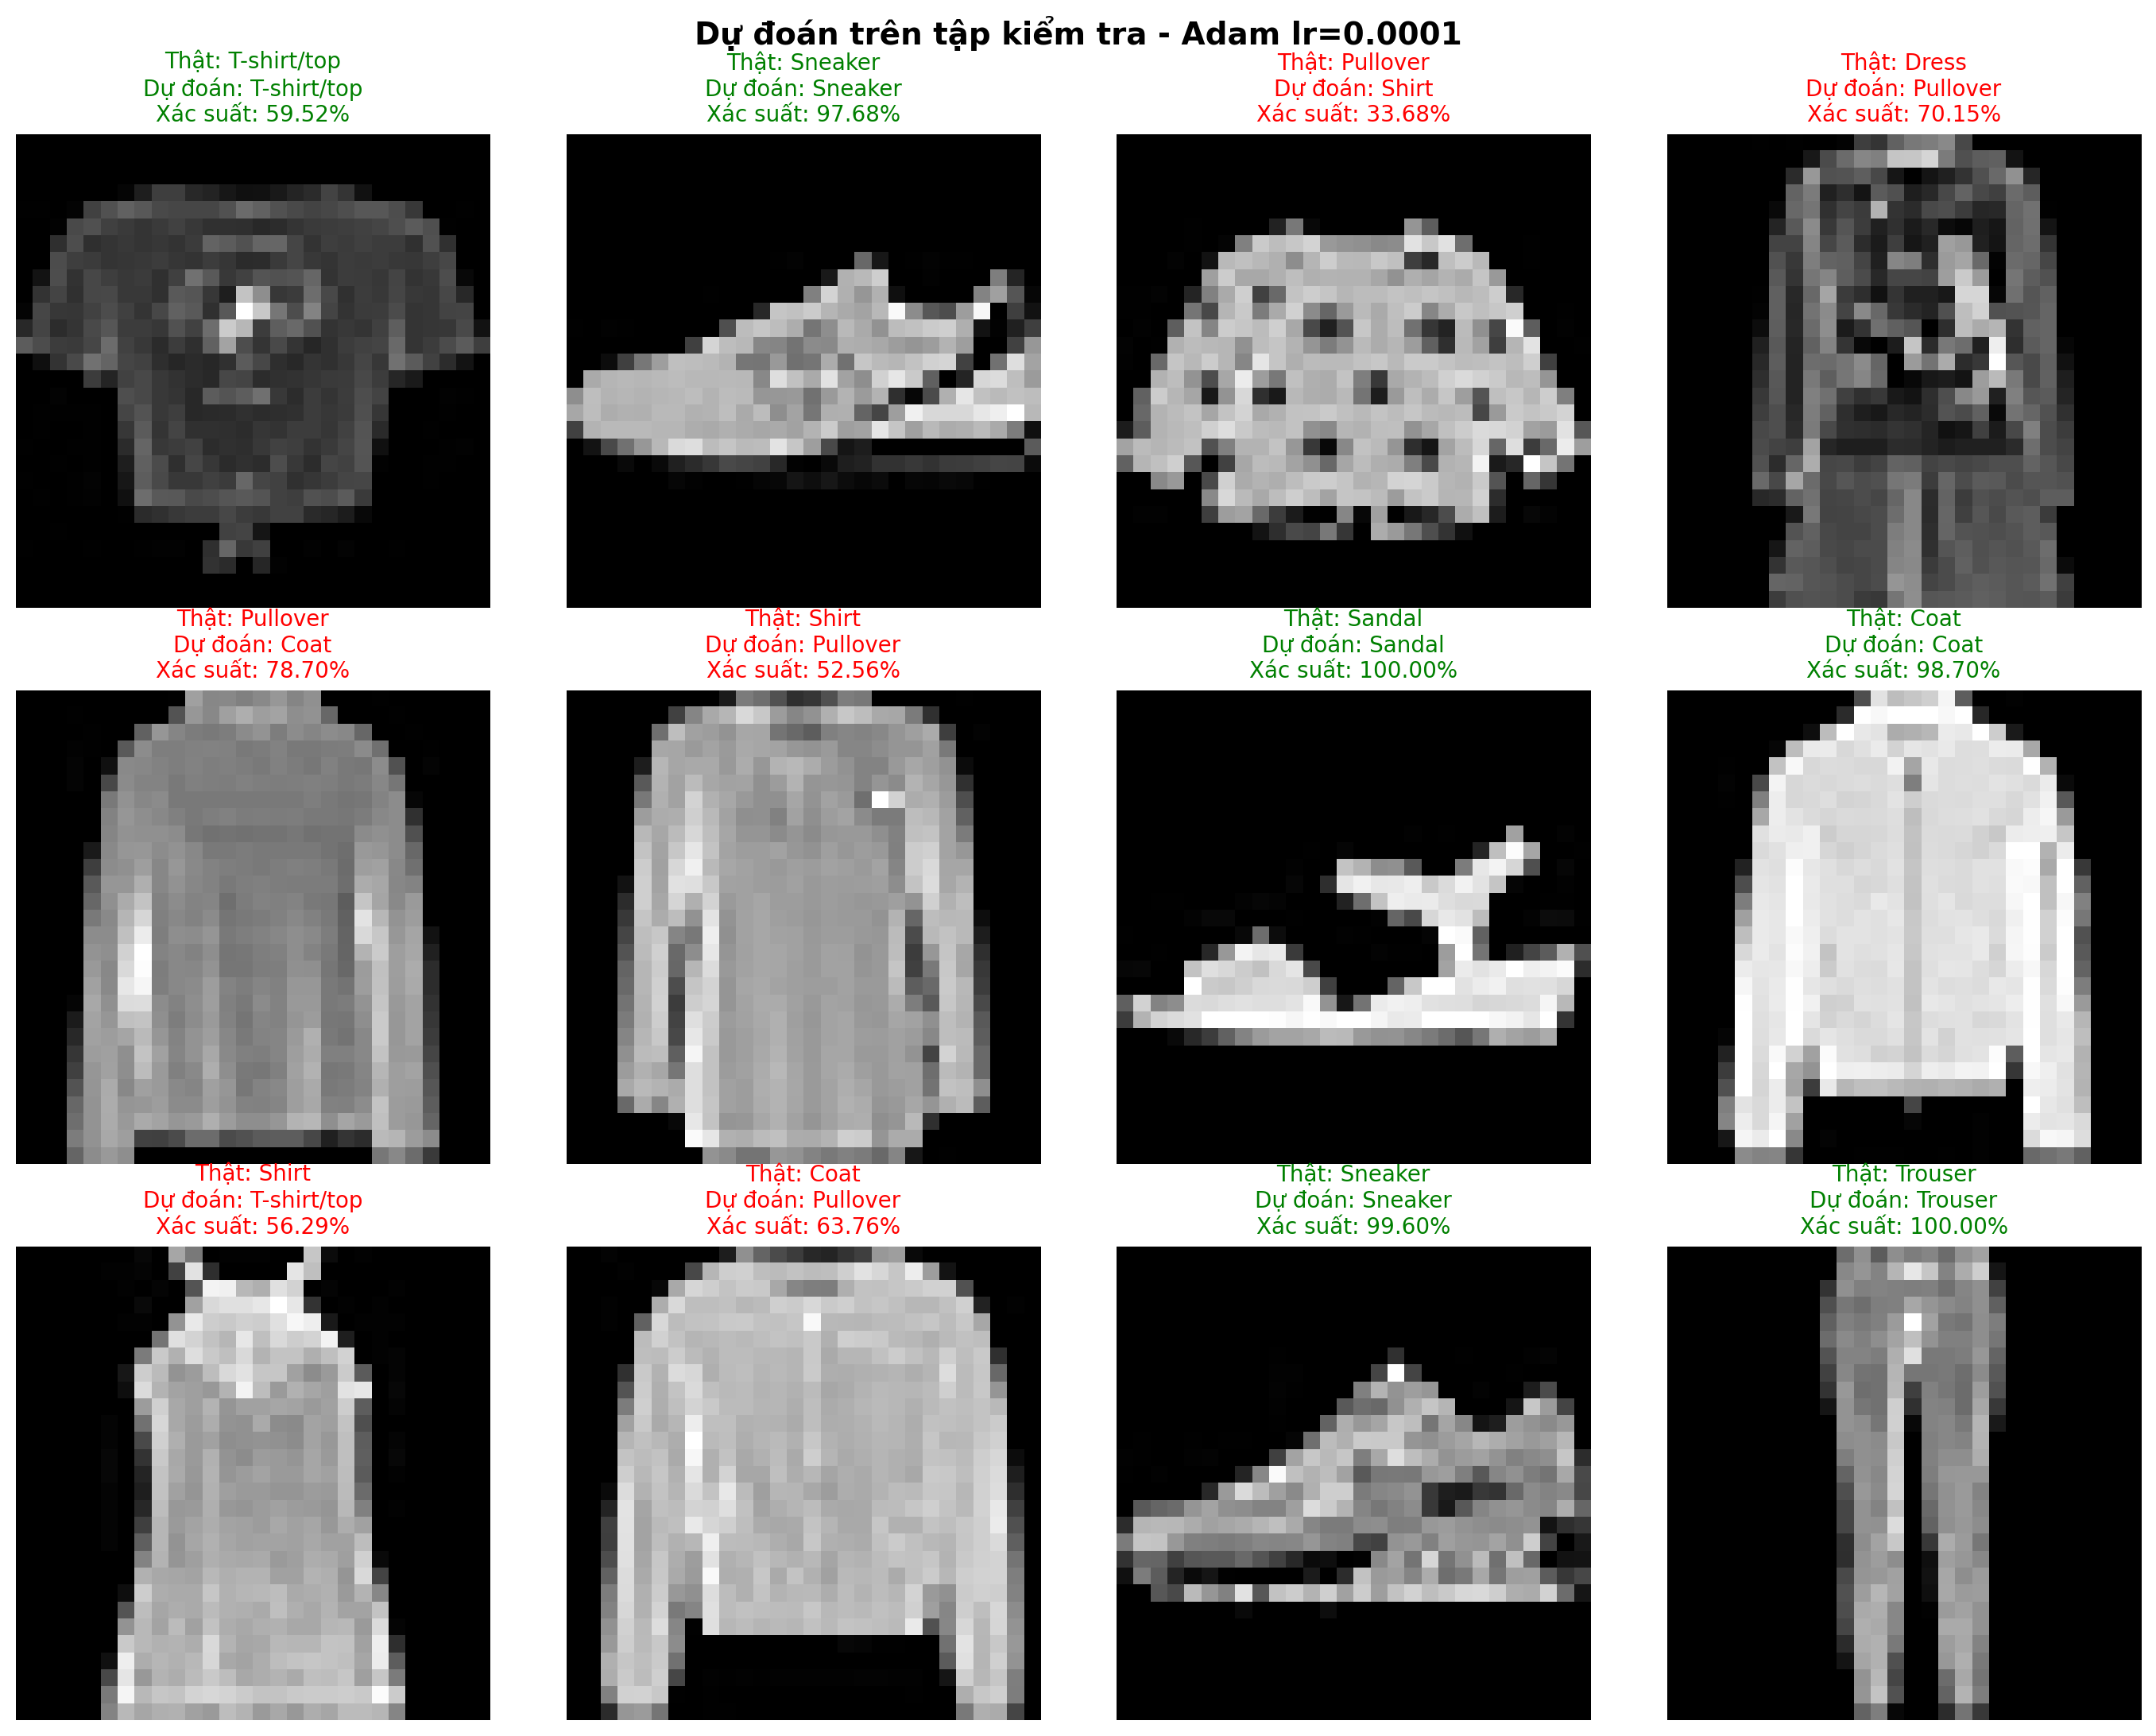 Dự đoán trên tập kiểm tra - Adam lr=0.0001
Thật: T-shirt/top
Dự đoán: T-shirt/top
Xác suất: 59.52%
Thật: Sneaker
Dự đoán: Sneaker
Xác suất: 97.68%
Thật: Pullover
Dự đoán: Shirt
Xác suất: 33.68%
Thật: Dress
Dự đoán: Pullover
Xác suất: 70.15%
Thật: Pullover
Dự đoán: Coat
Xác suất: 78.70%
Thật: Shirt
Dự đoán: Pullover
Xác suất: 52.56%
Thật: Sandal
Dự đoán: Sandal
Xác suất: 100.00%
Thật: Coat
Dự đoán: Coat
Xác suất: 98.70%
Thật: Shirt
Dự đoán: T-shirt/top
Xác suất: 56.29%
Thật: Coat
Dự đoán: Pullover
Xác suất: 63.76%
Thật: Sneaker
Dự đoán: Sneaker
Xác suất: 99.60%
Thật: Trouser
Dự đoán: Trouser
Xác suất: 100.00%